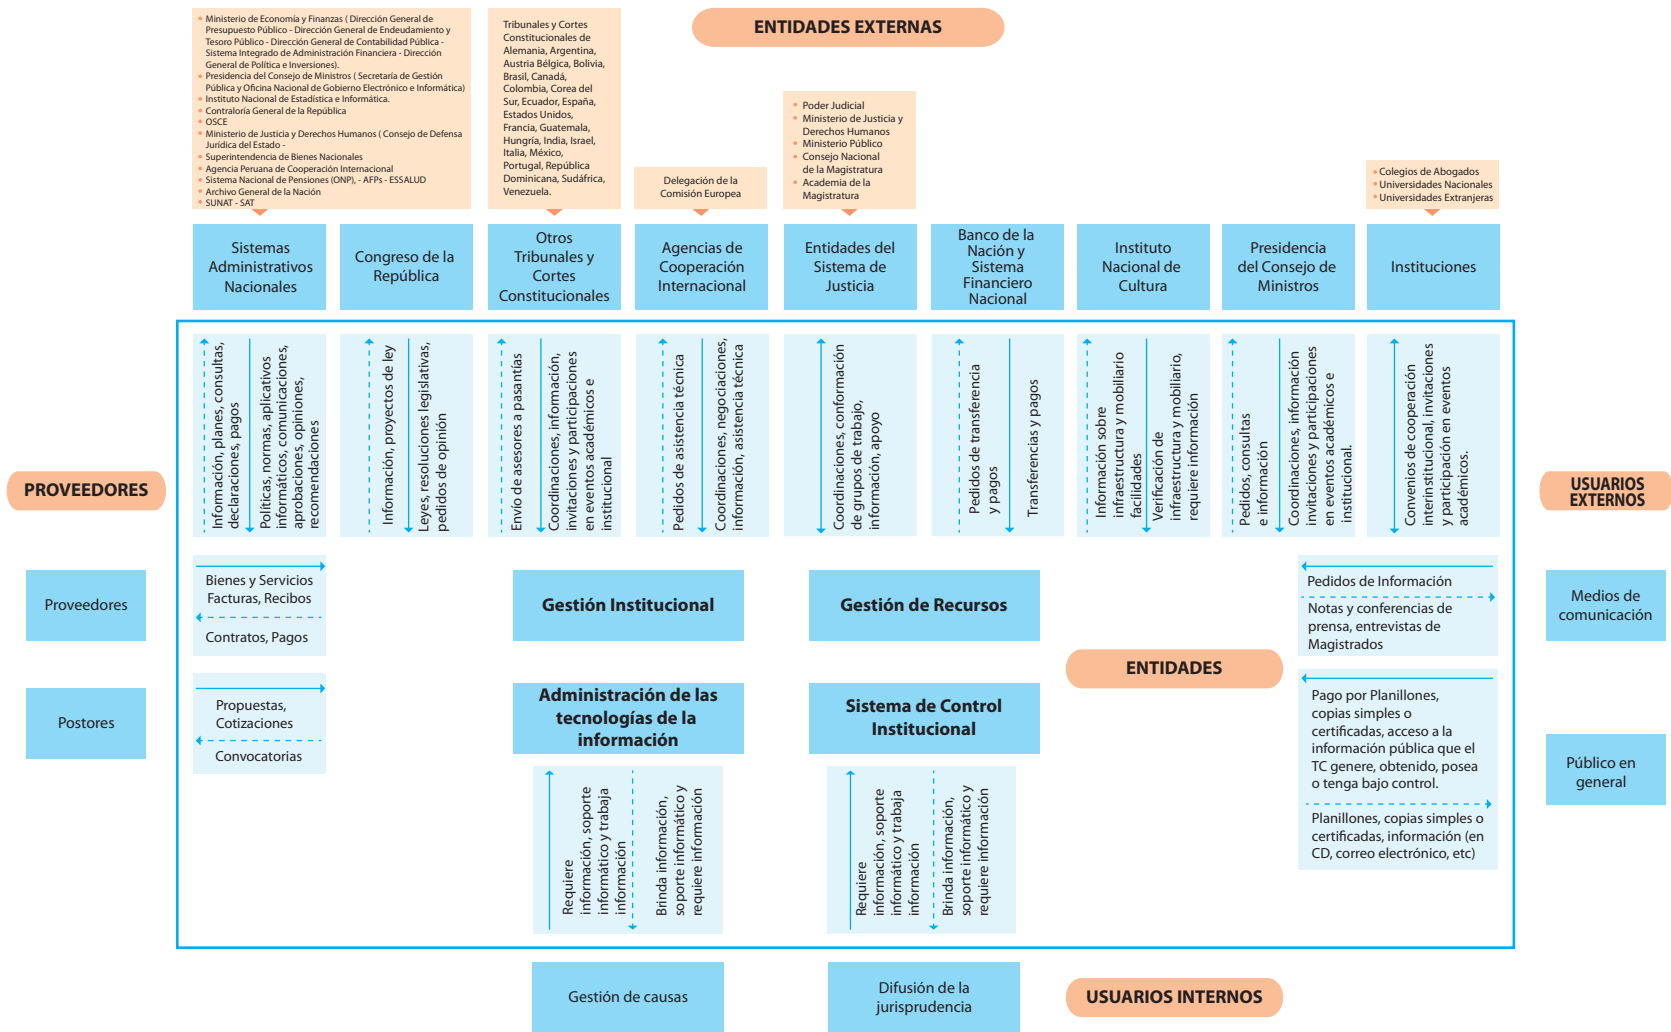 ENTIDADES EXTERNAS
Ministerio de Economía y Finanzas ( Dirección General de
Presupuesto Público - Dirección General de Endeudamiento y
Tesoro Público - Dirección General de Contabilidad Pública -
Sistema Integrado de Administración Financiera - Dirección
General de Política e Inversiones).
Presidencia del Consejo de Ministros ( Secretaría de Gestión
Pública y Oficina Nacional de Gobierno Electrónico e Informática)
Instituto Nacional de Estadística e Informática.
Contraloría General de la República
OSCE
Ministerio de Justicia y Derechos Humanos ( Consejo de Defensa
Jurídica del Estado -
Superintendencia de Bienes Nacionales
Agencia Peruana de Cooperación Internacional
Sistema Nacional de Pensiones (ONP), - AFPs - ESSALUD
Archivo General de la Nación
SUNAT - SAT
Tribunales y Cortes
Constitucionales de
Alemania, Argentina,
Austria Bélgica, Bolivia,
Brasil, Canadá,
Colombia, Corea del
Sur, Ecuador, España,
Estados Unidos,
Francia, Guatemala,
Hungría, India, Israel,
Italia, México,
Portugal, República
Dominicana, Sudáfrica,
Venezuela.
Delegación de la
Comisión Europea
Poder Judicial
Ministerio de Justicia y
Derechos Humanos
Ministerio Público
Consejo Nacional
de la Magistratura
Academia de la
Magistratura
Colegios de Abogados
Universidades Nacionales
Universidades Extranjeras
Sistemas
Administrativos
Nacionales
Congreso de la
República
Otros
Tribunales y
Cortes
Constitucionales
Agencias de
Cooperación
Internacional
Entidades del
Sistema de
Justicia
Banco de la
Nación y
Sistema
Financiero
Nacional
Instituto
Nacional de
Cultura
Presidencia
del Consejo de
Ministros
Instituciones
Información, planes, consultas,
declaraciones, pagos
Políticas, normas, aplicativos
informáticos, comunicaciones,
aprobaciones, opiniones,
recomendaciones
Información, proyectos de ley
Leyes, resoluciones legislativas,
pedidos de opinión
Envío de asesores a pasantías
Coordinaciones, información,
invitaciones y participaciones
en eventos académicos e
institucional
Pedidos de asistencia técnica
Coordinaciones, negociaciones,
información, asistencia técnica
Coordinaciones, conformación
de grupos de trabajo,
información, apoyo
Pedidos de transferencia
y pagos
Transferencias y pagos
Información sobre
infraestructura y mobiliario
facilidades
Verificación de
infraestructura y mobiliario,
requiere información
Pedidos, consultas
e información
Coordinaciones, información
invitaciones y participaciones
en eventos académicos e
institucional.
Convenios de cooperación
interinstitucional, invitaciones
y participación en eventos
académicos.
PROVEEDORES
USUARIOS
EXTERNOS
Proveedores
Bienes y Servicios
Facturas, Recibos
Contratos, Pagos
Gestión Institucional
Gestión de Recursos
Pedidos de Información
Notas y conferencias de
prensa, entrevistas de
Magistrados
Medios de
comunicación
ENTIDADES
Postores
Propuestas,
Cotizaciones
Convocatorias
Administración de las
tecnologías de la
información
Sistema de Control
Institucional
Pago por Planillones,
copias simples o
certificadas, acceso a la
información pública que el
TC genere, obtenido, posea
o tenga bajo control.
Planillones, copias simples o
certificadas, información (en
CD, correo electrónico, etc)
Público en
general
Requiere
información, soporte
informático y trabaja
información
Brinda información,
soporte informático y
requiere información
Requiere
información, soporte
informático y trabaja
información
Brinda información,
soporte informático y
requiere información
Gestión de causas
Difusión de la
jurisprudencia
USUARIOS INTERNOS